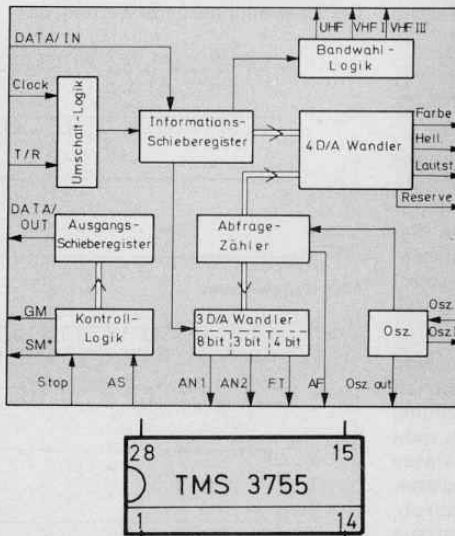 UHF VHF I VHF III
DATA/IN
Bandwahl-
Logik
Clock
T/R
Umschalt-Logik
Informations-
Schieberegister
4 D/A Wandler
Farbe
Hell.
Lautst.
Reserve
DATA/
OUT
Ausgangs-
Schieberegister
Abfrage-
Zähler
GM
SM*
Kontroll-
Logik
3 D/A Wandler
8 bit 3 bit 4 bit
Osz.
Osz.
Osz.
Stop
AS
AN1
AN2
F.T
AF
Osz. out
28
15
TMS 3755
1
14